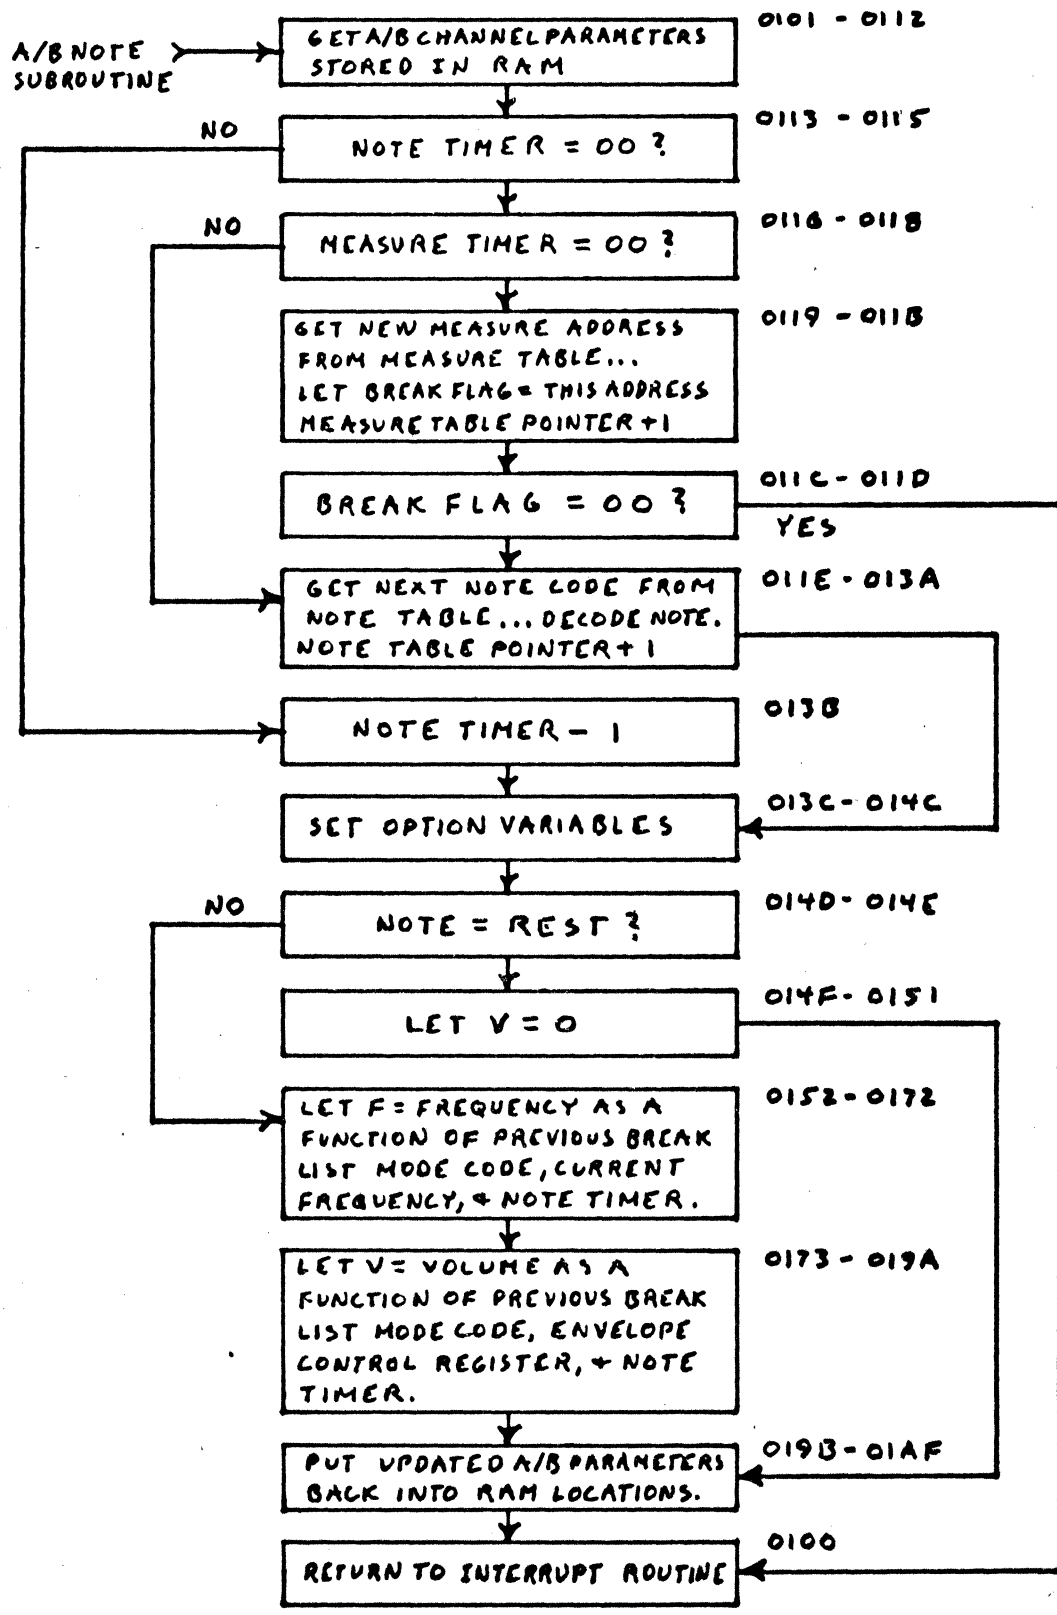 0101 - 0112
A/B NOTE
SUBROUTINE
GET A/B CHANNEL PARAMETERS
STORED IN RAM
0113 - 0115
NO
NOTE TIMER = 00 ?
0116 - 0118
NO
MEASURE TIMER = 00 ?
0119 - 011B
GET NEW MEASURE ADDRESS
FROM MEASURE TABLE...
LET BREAK FLAG = THIS ADDRESS
MEASURE TABLE POINTER + 1
011C - 011D
BREAK FLAG = 00 ?
YES
011E - 013A
GET NEXT NOTE CODE FROM
NOTE TABLE... DECODE NOTE.
NOTE TABLE POINTER + 1
013B
NOTE TIMER - 1
013C - 014C
SET OPTION VARIABLES
014D - 014E
NO
NOTE = REST ?
014F - 0151
LET V = 0
0152 - 0172
LET F = FREQUENCY AS A
FUNCTION OF PREVIOUS BREAK
LIST MODE CODE, CURRENT
FREQUENCY, + NOTE TIMER.
0173 - 019A
LET V = VOLUME AS A
FUNCTION OF PREVIOUS BREAK
LIST MODE CODE, ENVELOPE
CONTROL REGISTER, + NOTE
TIMER.
019B - 01AF
PUT UPDATED A/B PARAMETERS
BACK INTO RAM LOCATIONS.
0100
RETURN TO INTERRUPT ROUTINE